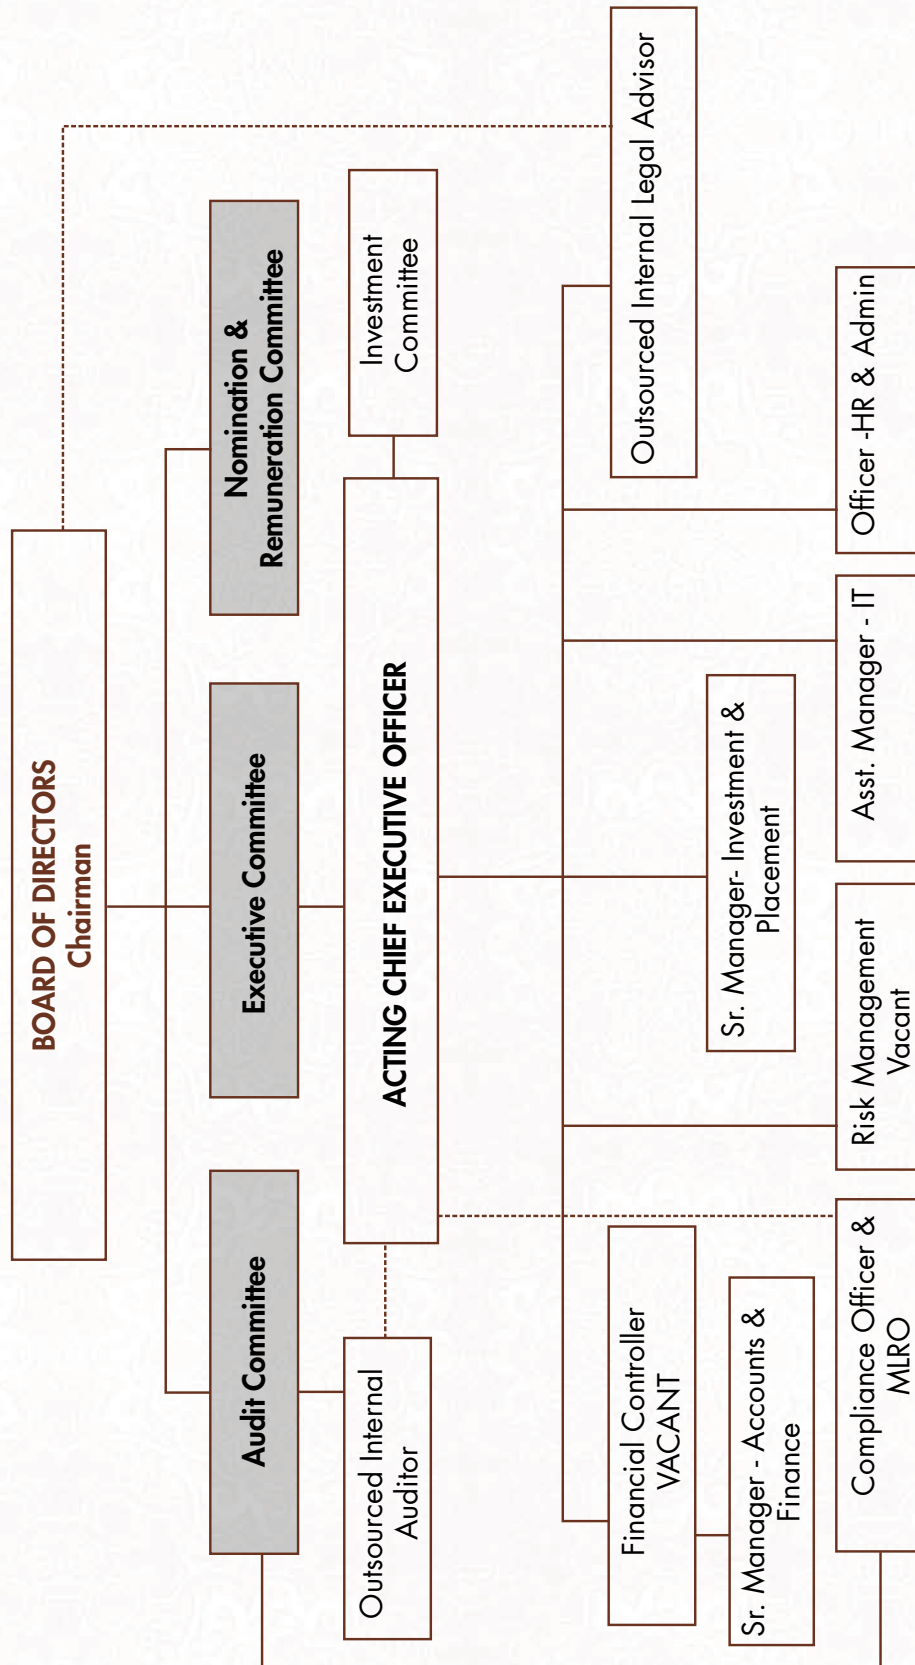 BOARD OF DIRECTORS
Chairman
Audit Committee
Executive Committee
Nomination &
Remuneration Committee
Outsourced Internal
Auditor
ACTING CHIEF EXECUTIVE OFFICER
Investment
Committee
Financial Controller
VACANT
Outsourced Internal Legal Advisor
Sr. Manager - Accounts &
Finance
Sr. Manager- Investment &
Placement
Compliance Officer &
MLRO
Risk Management
Vacant
Asst. Manager - IT
Officer -HR & Admin